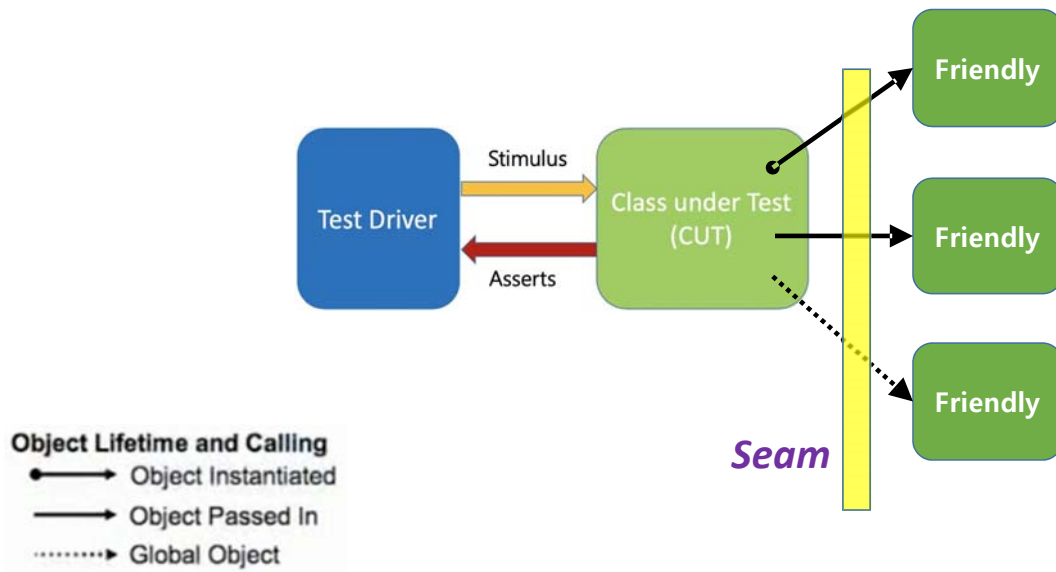 Friendly
Stimulus
Test Driver
Class under Test
(CUT)
Friendly
Asserts
Friendly
Seam
Object Lifetime and Calling
Object Instantiated
Object Passed In
Global Object